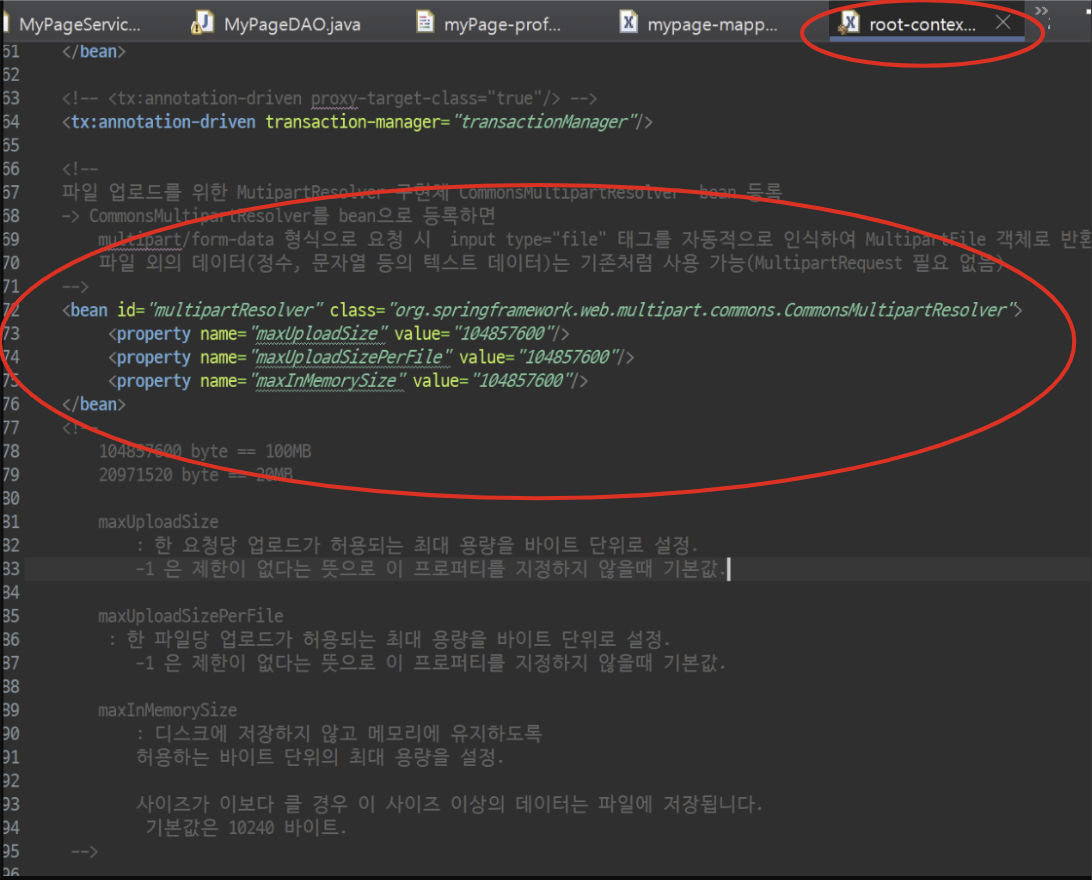 MyPageServic... MyPageDAO.java myPage-prof... mypage-mapp... root-contex...
51 </bean>
52
53 <!-- <tx:annotation-driven proxy-target-class="true"/> -->
54 <tx:annotation-driven transaction-manager="transactionManager"/>
65
66 <!--
67 파일 업로드를 위한 MutipartResolver 구현체 CommonsMultipartResolver bean 등록
68 -> CommonsMultipartResolver를 bean으로 등록하면
69 multipart/form-data 형식으로 요청 시 input type="file" 태그를 자동적으로 인식하여 MultipartFile 객체로 반환
70 파일 외의 데이터(정수, 문자열 등의 텍스트 데이터)는 기존처럼 사용 가능(MultipartRequest 필요 없음)
71 -->
72 <bean id="multipartResolver" class="org.springframework.web.multipart.commons.CommonsMultipartResolver">
73 <property name="maxUploadSize" value="104857600"/>
74 <property name="maxUploadSizePerFile" value="104857600"/>
75 <property name="maxInMemorySize" value="104857600"/>
76 </bean>
77 <!--
78 104857600 byte == 100MB
79 20971520 byte == 20MB
80
81 maxUploadSize
82 : 한 요청당 업로드가 허용되는 최대 용량을 바이트 단위로 설정.
83 -1 은 제한이 없다는 뜻으로 이 프로퍼티를 지정하지 않을때 기본값.
84
85 maxUploadSizePerFile
86 : 한 파일당 업로드가 허용되는 최대 용량을 바이트 단위로 설정.
87 -1 은 제한이 없다는 뜻으로 이 프로퍼티를 지정하지 않을때 기본값.
88
89 maxInMemorySize
90 : 디스크에 저장하지 않고 메모리에 유지하도록
91 허용하는 바이트 단위의 최대 용량을 설정.
92
93 사이즈가 이보다 클 경우 이 사이즈 이상의 데이터는 파일에 저장됩니다.
94 기본값은 10240 바이트.
95 -->
96